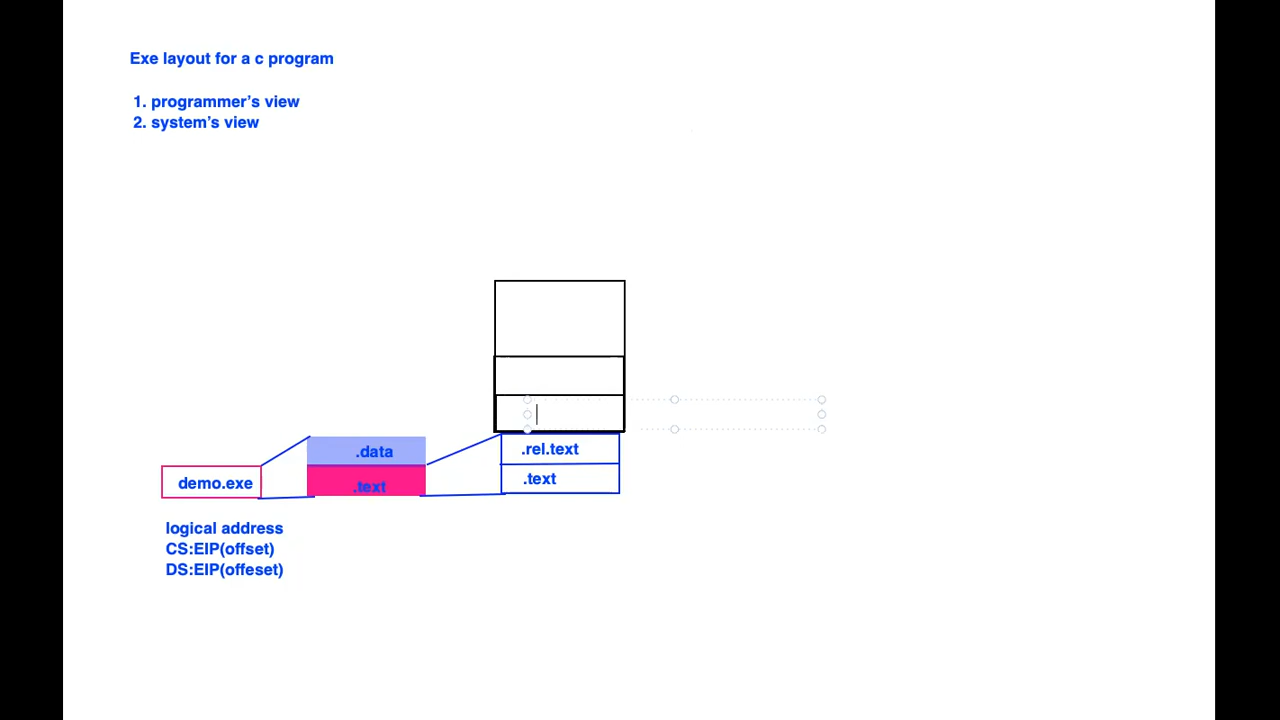 Exe layout for a c program
1. programmer's view
2. system's view
.rel.text
.data
.text
demo.exe
.text
logical address
CS:EIP(offset)
DS:EIP(offeset)